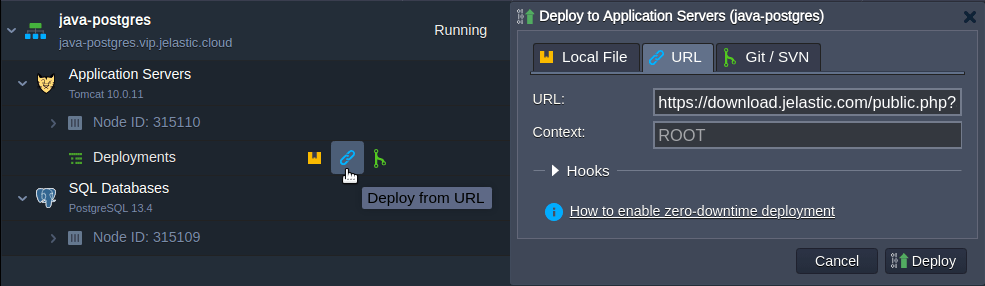 java-postgres
java-postgres.vip.jelastic.cloud
Running
Application Servers
Tomcat 10.0.11
Node ID: 315110
Deployments
Deploy from URL
SQL Databases
PostgreSQL 13.4
Node ID: 315109
Deploy to Application Servers (java-postgres)
Local File
URL
Git / SVN
URL:
https://download.jelastic.com/public.php?
Context:
ROOT
Hooks
How to enable zero-downtime deployment
Cancel
Deploy